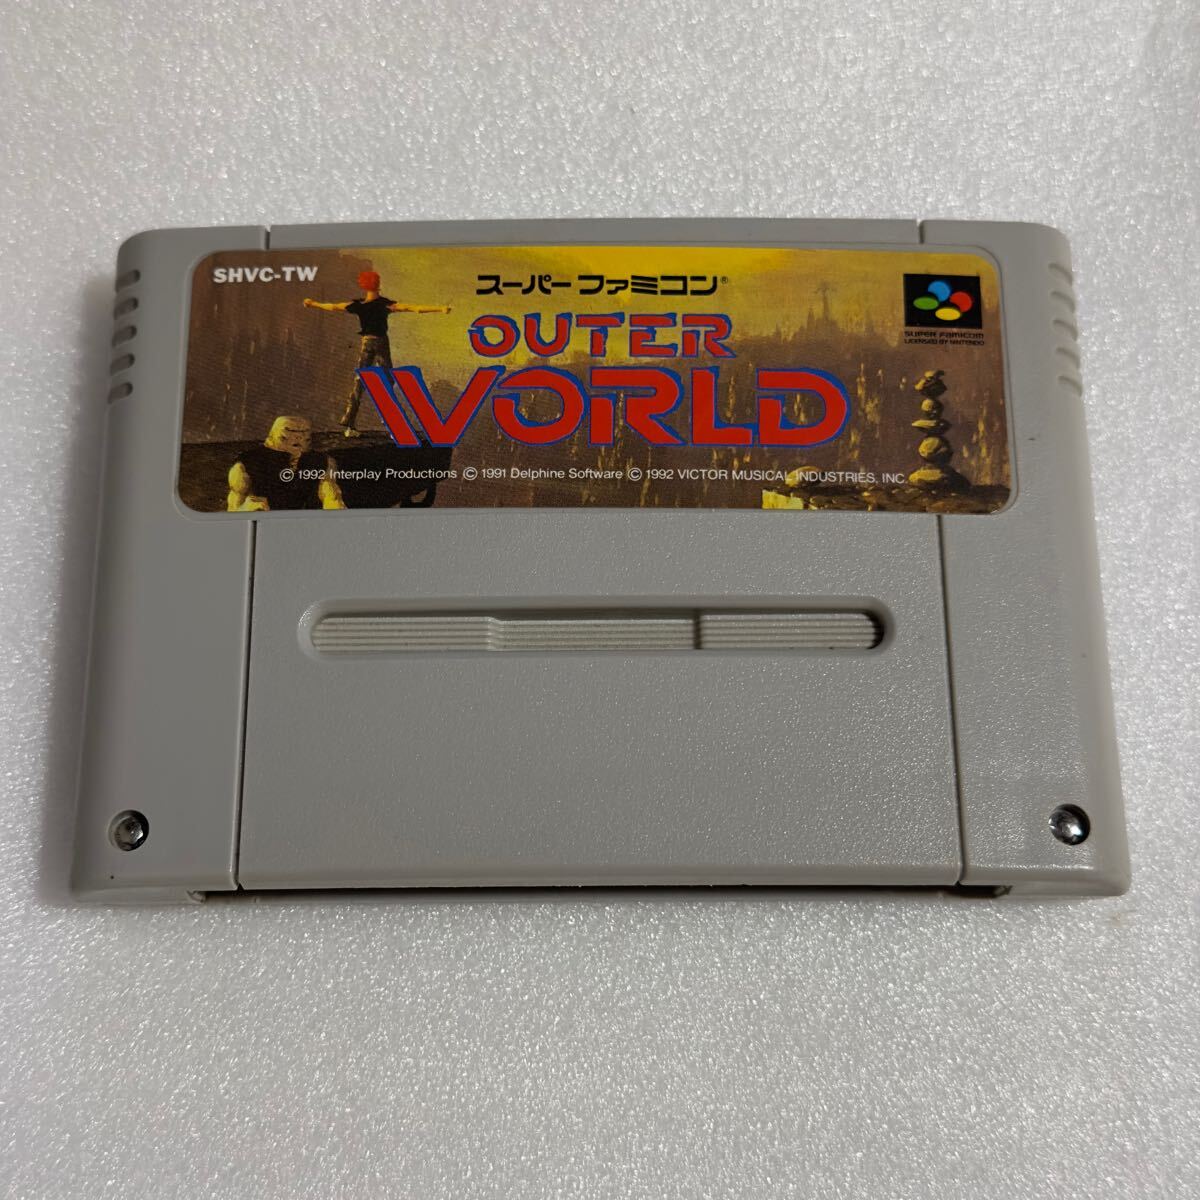 SHVC-TW
スーパーファミコン®
OUTER
WORLD
SUPER FAMICOM
LICENSED BY NINTENDO
© 1992 Interplay Productions © 1991 Delphine Software © 1992 VICTOR MUSICAL INDUSTRIES, INC.